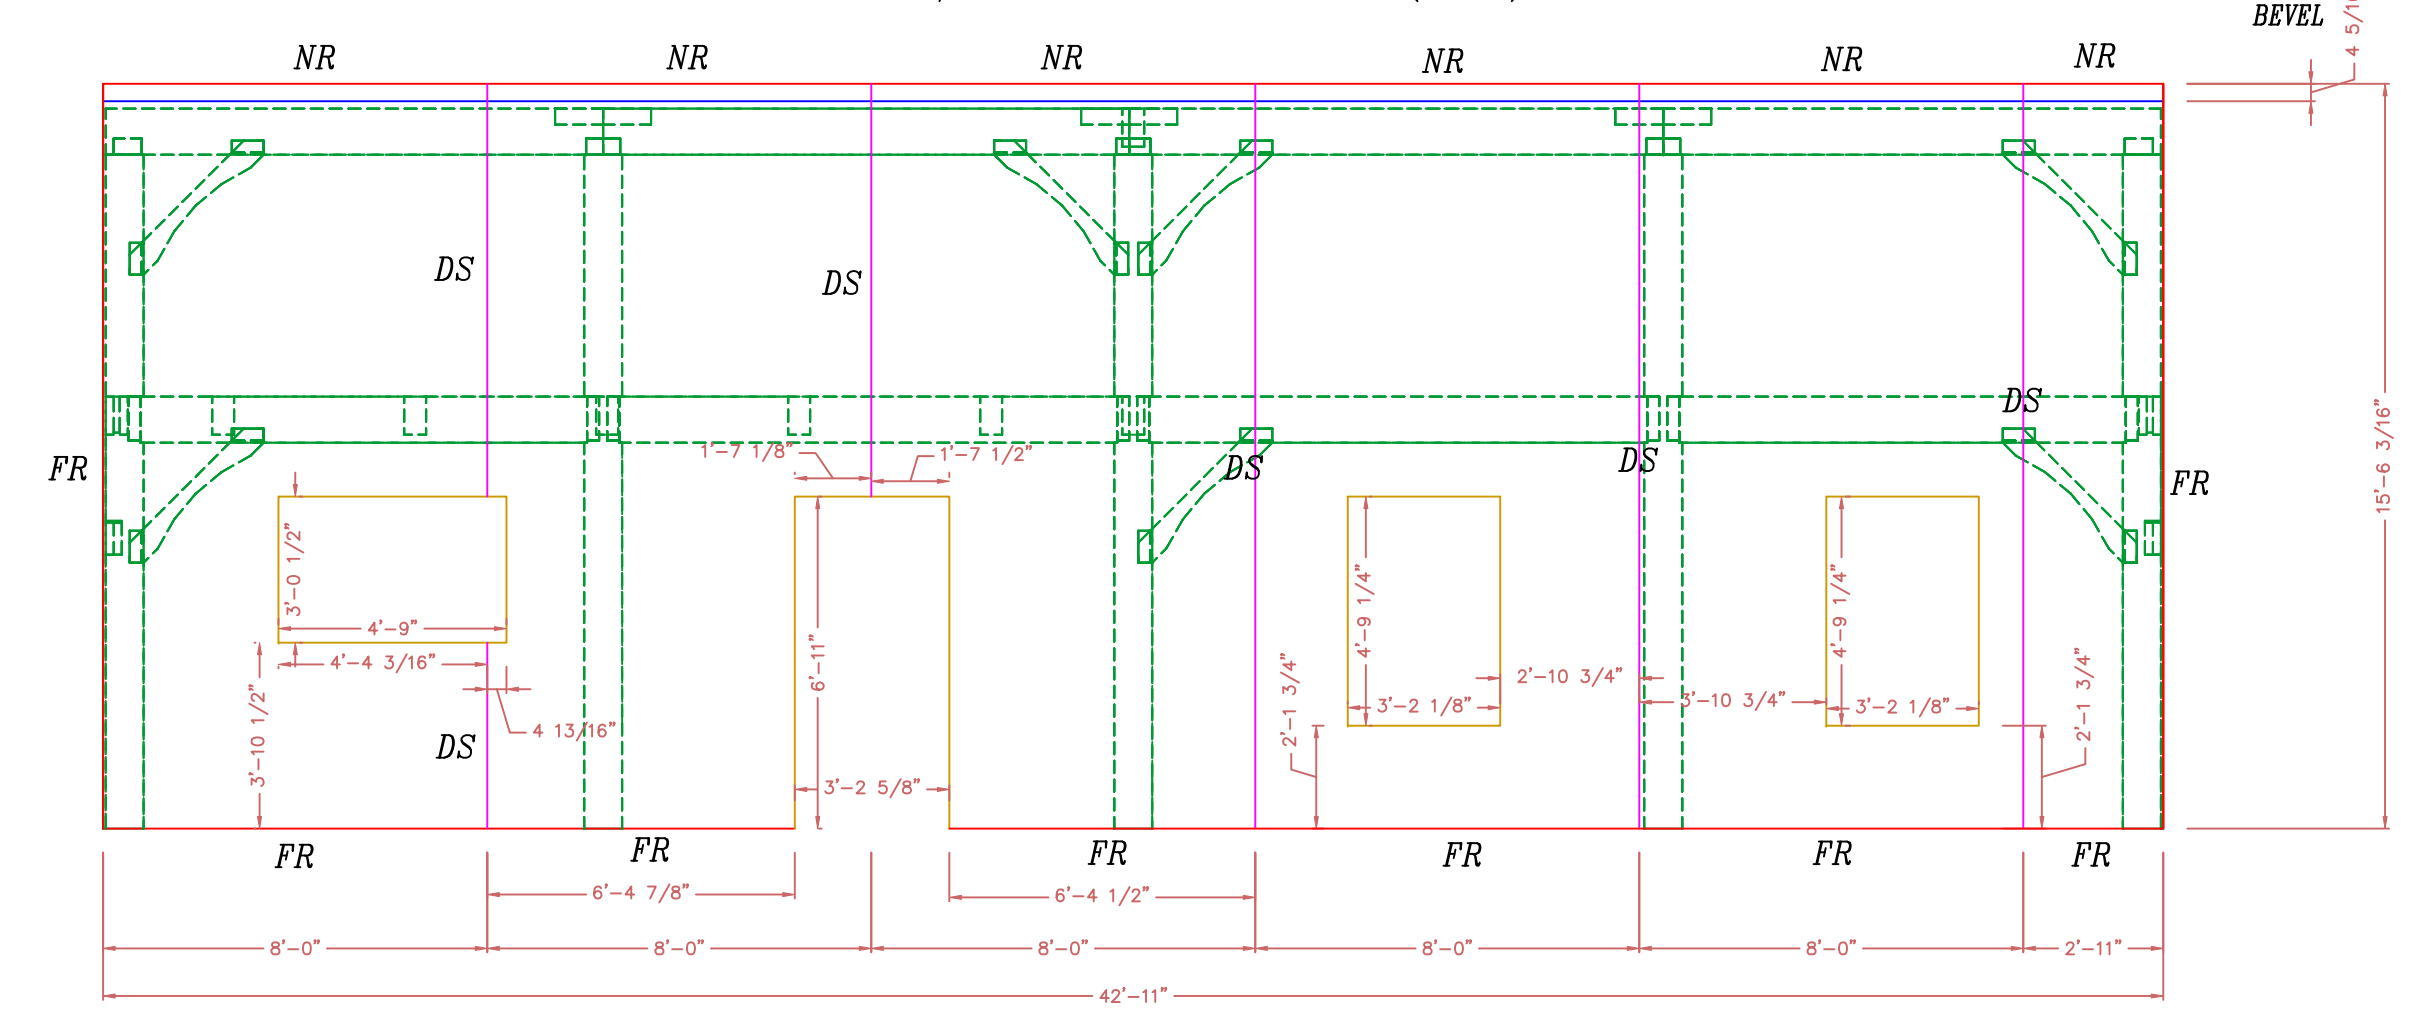 BEVEL
4 5/16
NR
NR
NR
NR
NR
NR
DS
DS
DS
15'-6 3/16"
1'-7 1/8"
1'-7 1/2"
FR
DS
DS
FR
3'-0 1/2"
4'-9 1/4"
4'-9 1/4"
4'-9"
4'-4 3/16"
6'-11"
2'-10 3/4"
2'-1 3/4"
2'-1 3/4"
3'-10 3/4"
3'-2 1/8"
3'-2 1/8"
3'-10 1/2"
4 13/16"
DS
3'-2 5/8"
FR
FR
FR
FR
FR
FR
6'-4 7/8"
6'-4 1/2"
8'-0"
8'-0"
8'-0"
8'-0"
8'-0"
2'-11"
42'-11"